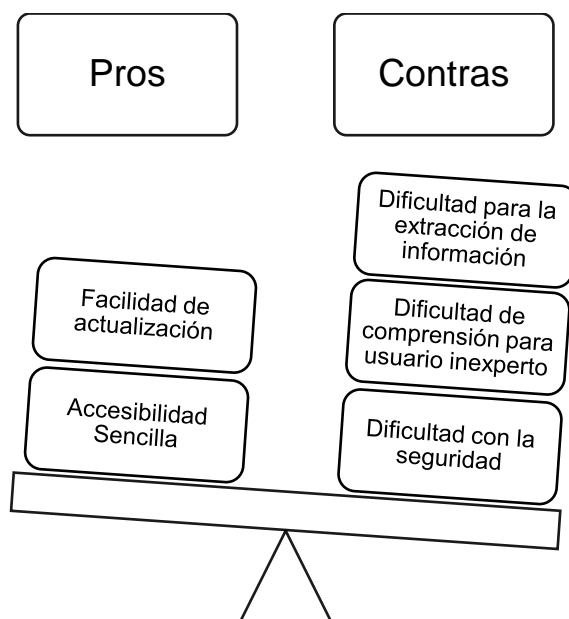 Pros
Contras
Facilidad de
actualización
Accesibilidad
Sencilla
Dificultad para la
extracción de
información
Dificultad de
comprensión para
usuario inexperto
Dificultad con la
seguridad